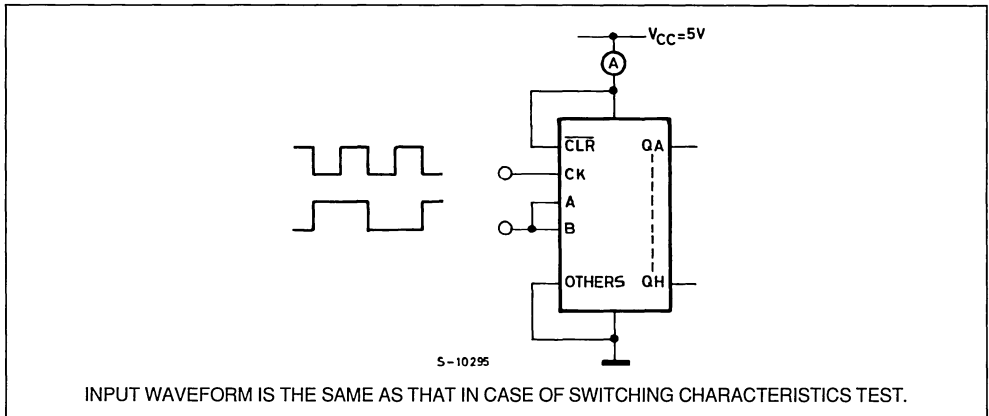 VCC=5V
A
CLR QA
CK
A
B
OTHERS QH
S-10295
INPUT WAVEFORM IS THE SAME AS THAT IN CASE OF SWITCHING CHARACTERISTICS TEST.